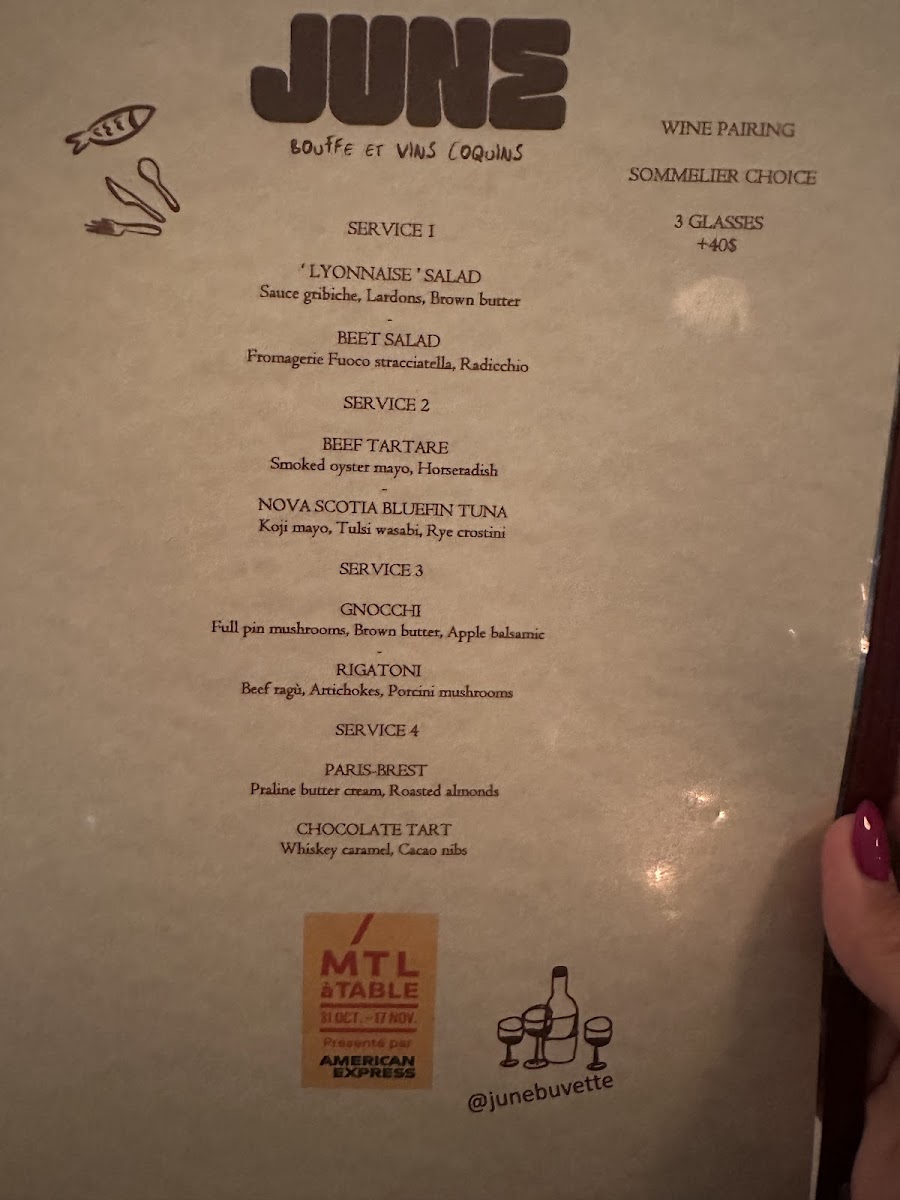 JUNE
BOUFFE ET VINS COQUINS
WINE PAIRING
SOMMELIER CHOICE
3 GLASSES
+40$
SERVICE 1
' LYONNAISE ' SALAD
Sauce gribiche, Lardons, Brown butter
-
BEET SALAD
Fromagerie Fuoco stracciatella, Radicchio
SERVICE 2
BEEF TARTARE
Smoked oyster mayo, Horseradish
-
NOVA SCOTIA BLUEFIN TUNA
Koji mayo, Tulsi wasabi, Rye crostini
SERVICE 3
GNOCCHI
Full pin mushrooms, Brown butter, Apple balsamic
-
RIGATONI
Beef ragù, Artichokes, Porcini mushrooms
SERVICE 4
PARIS-BREST
Praline butter cream, Roasted almonds
CHOCOLATE TART
Whiskey caramel, Cacao nibs
MTL
àTABLE
31 OCT. - 17 NOV.
Présenté par
AMERICAN
EXPRESS
@junebuvette